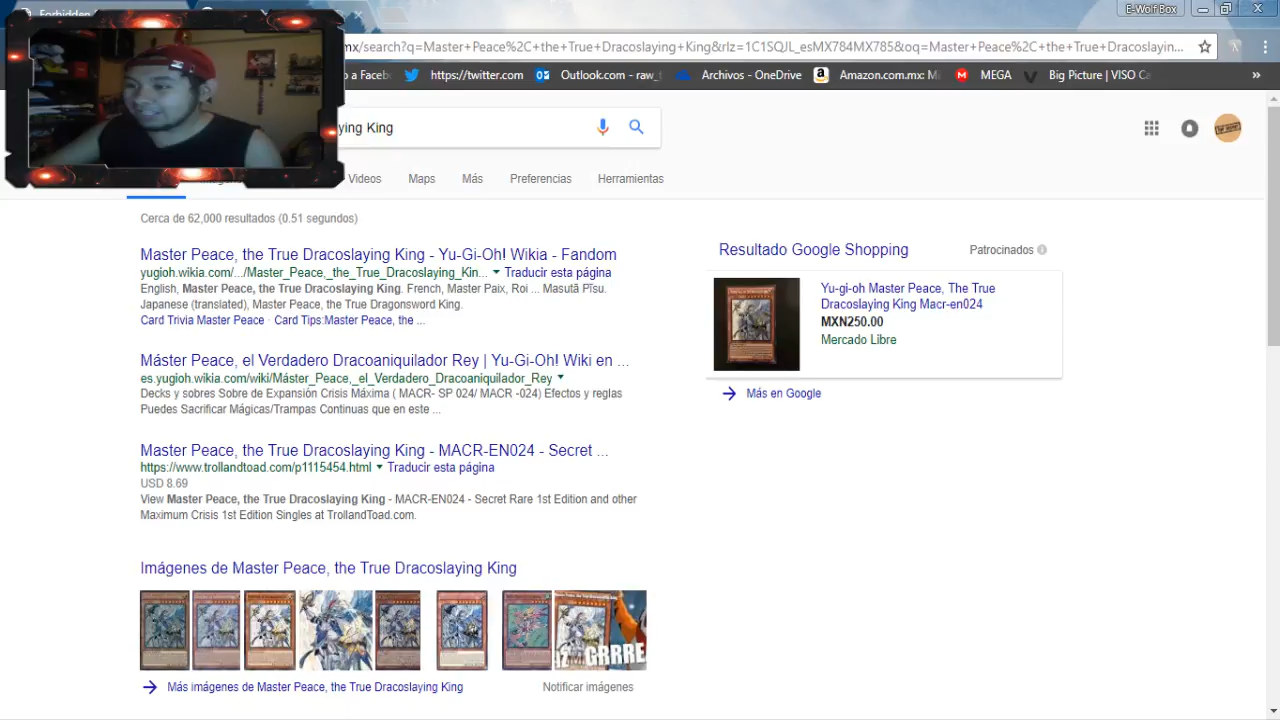 Forbidden
E-Wolf Box
mx/search?q=Master+Peace%2C+the+True+Dracoslaying+King&rlz=1C1SQJL_esMX784MX785&oq=Master+Peace%2C+the+True+Dracoslayin...
o a Facebo
https://twitter.com
Outlook.com - raw_t
Archivos - OneDrive
Amazon.com.mx: M
MEGA
Big Picture | VISO Ca
»
ying King
Videos
Maps
Más
Preferencias
Herramientas
Cerca de 62,000 resultados (0.51 segundos)
Master Peace, the True Dracoslaying King - Yu-Gi-Oh! Wikia - Fandom
yugioh.wikia.com/.../Master_Peace,_the_True_Dracoslaying_Kin... Traducir esta página
English, Master Peace, the True Dracoslaying King. French, Master Paix, Roi ... Masutā Pīsu.
Japanese (translated), Master Peace, the True Dragonsword King.
Card Trivia Master Peace · Card Tips:Master Peace, the ...
Máster Peace, el Verdadero Dracoaniquilador Rey | Yu-Gi-Oh! Wiki en ...
es.yugioh.wikia.com/wiki/Máster_Peace,_el_Verdadero_Dracoaniquilador_Rey
Decks y sobres Sobre de Expansión Crisis Máxima ( MACR- SP 024/ MACR -024) Efectos y reglas
Puedes Sacrificar Mágicas/Trampas Continuas que en este ...
Master Peace, the True Dracoslaying King - MACR-EN024 - Secret ...
https://www.trollandtoad.com/p1115454.html Traducir esta página
USD 8.69
View Master Peace, the True Dracoslaying King - MACR-EN024 - Secret Rare 1st Edition and other
Maximum Crisis 1st Edition Singles at TrollAndToad.com.
Imágenes de Master Peace, the True Dracoslaying King
GRRRE
Más imágenes de Master Peace, the True Dracoslaying King
Notificar imágenes
Resultado Google Shopping
Patrocinados
Yu-gi-oh Master Peace, The True
Dracoslaying King Macr-en024
MXN250.00
Mercado Libre
Más en Google